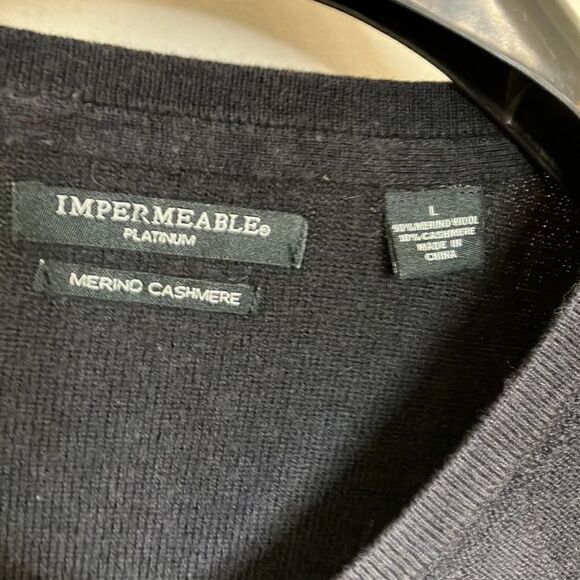 IMPERMEABLE®
PLATINUM
MERINO CASHMERE
L
90% MERINO WOOL
10% CASHMERE
MADE IN
CHINA